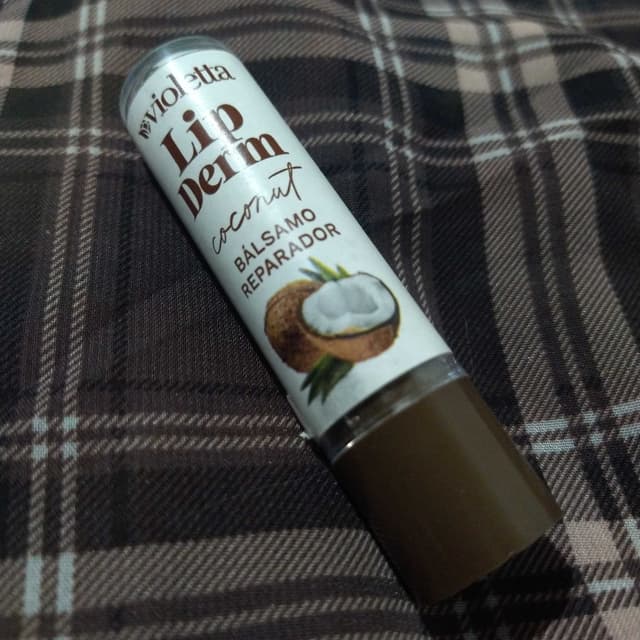 violetta
Lip
Derm
coconut
BÁLSAMO
REPARADOR